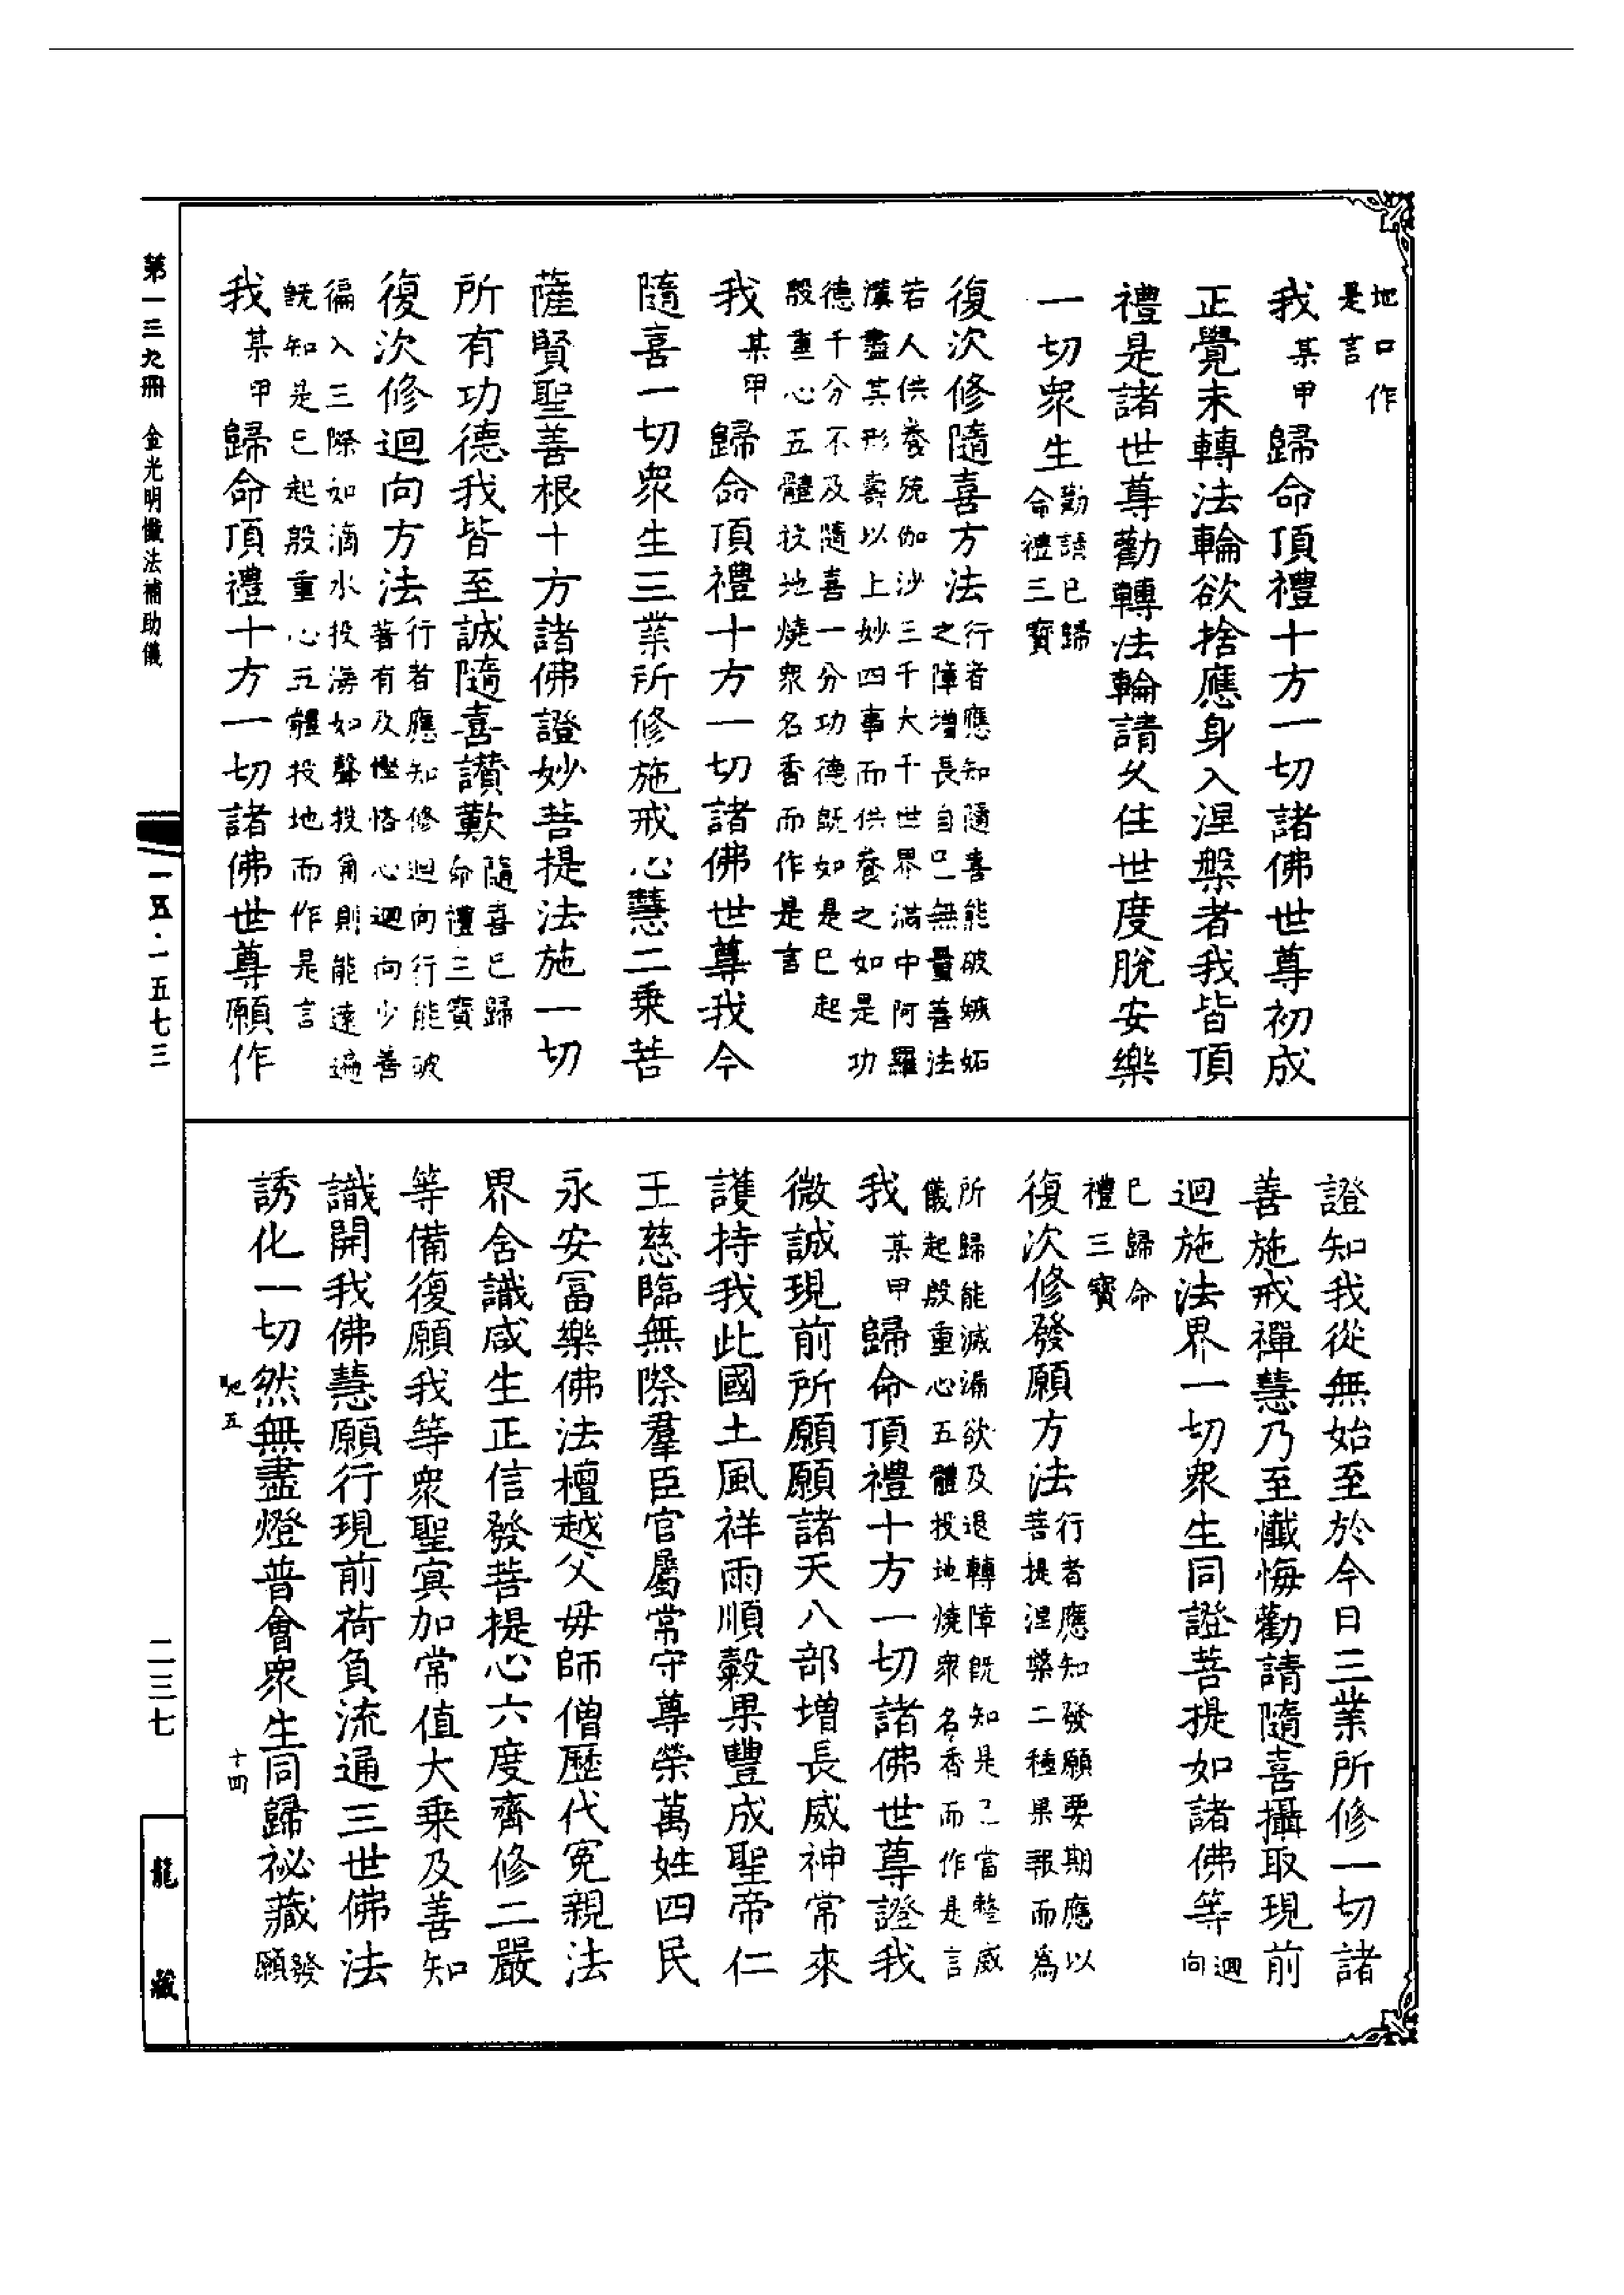 地口作
是言
我某甲歸命頂禮十方一切諸佛世尊初成
正覺未轉法輪欲捨應身入涅槃者我皆頂
禮是諸世尊勸轉法輪請久住世度脫安樂
一切眾生勸請已歸
命禮三寶
復次修隨喜方法行者應知隨喜能破嫉妬
之障增長自已無量善法
若人供養殑伽沙三千大千世界滿中阿羅
漢盡其形壽以上妙四事而供養之如是功
德千分不及隨喜一分功德旣如是已起
殷重心五體投地燒眾名香而作是言
我某甲歸命頂禮十方一切諸佛世尊我今
隨喜一切眾生三業所修施戒心慧二乘菩
薩賢聖善根十方諸佛證妙菩提法施一切
所有功德我皆至誠隨喜讚歎隨喜已歸
命禮三寶
復次修迴向方法行者應知修迴向行能破
著有及慳悋心迴向少善
徧入三際如滴水投海如聲投角則能遠遍
旣知是已起殷重心五體投地而作是言
我某甲歸命頂禮十方一切諸佛世尊願作
證知我從無始至於今日三業所修一切諸
善施戒禪慧乃至懺悔勸請隨喜攝取現前
迴施法界一切眾生同證菩提如諸佛等迴
向
已歸命
禮三寶
復次修發願方法行者應知發願要期應以
菩提涅槃二種果報而為
所歸能滅漏欲及退轉障旣知是已當整威
儀起殷重心五體投地燒眾名香而作是言
我某甲歸命頂禮十方一切諸佛世尊證我
微誠現前所願願諸天八部增長威神常來
護持我此國土風祥雨順穀果豐成聖帝仁
王慈臨無際羣臣官屬常守尊榮萬姓四民
永安富樂佛法檀越父毋師僧歷代冤親法
界含識咸生正信發菩提心六度齊修二嚴
等備復願我等眾聖冥加常值大乘及善知
識開我佛慧願行現前荷負流通三世佛法
誘化一切然無盡燈普會眾生同歸祕藏發
願
五
十四
第一三九冊 金光明懺法補助儀
一五·一五七三
二三七
龍藏